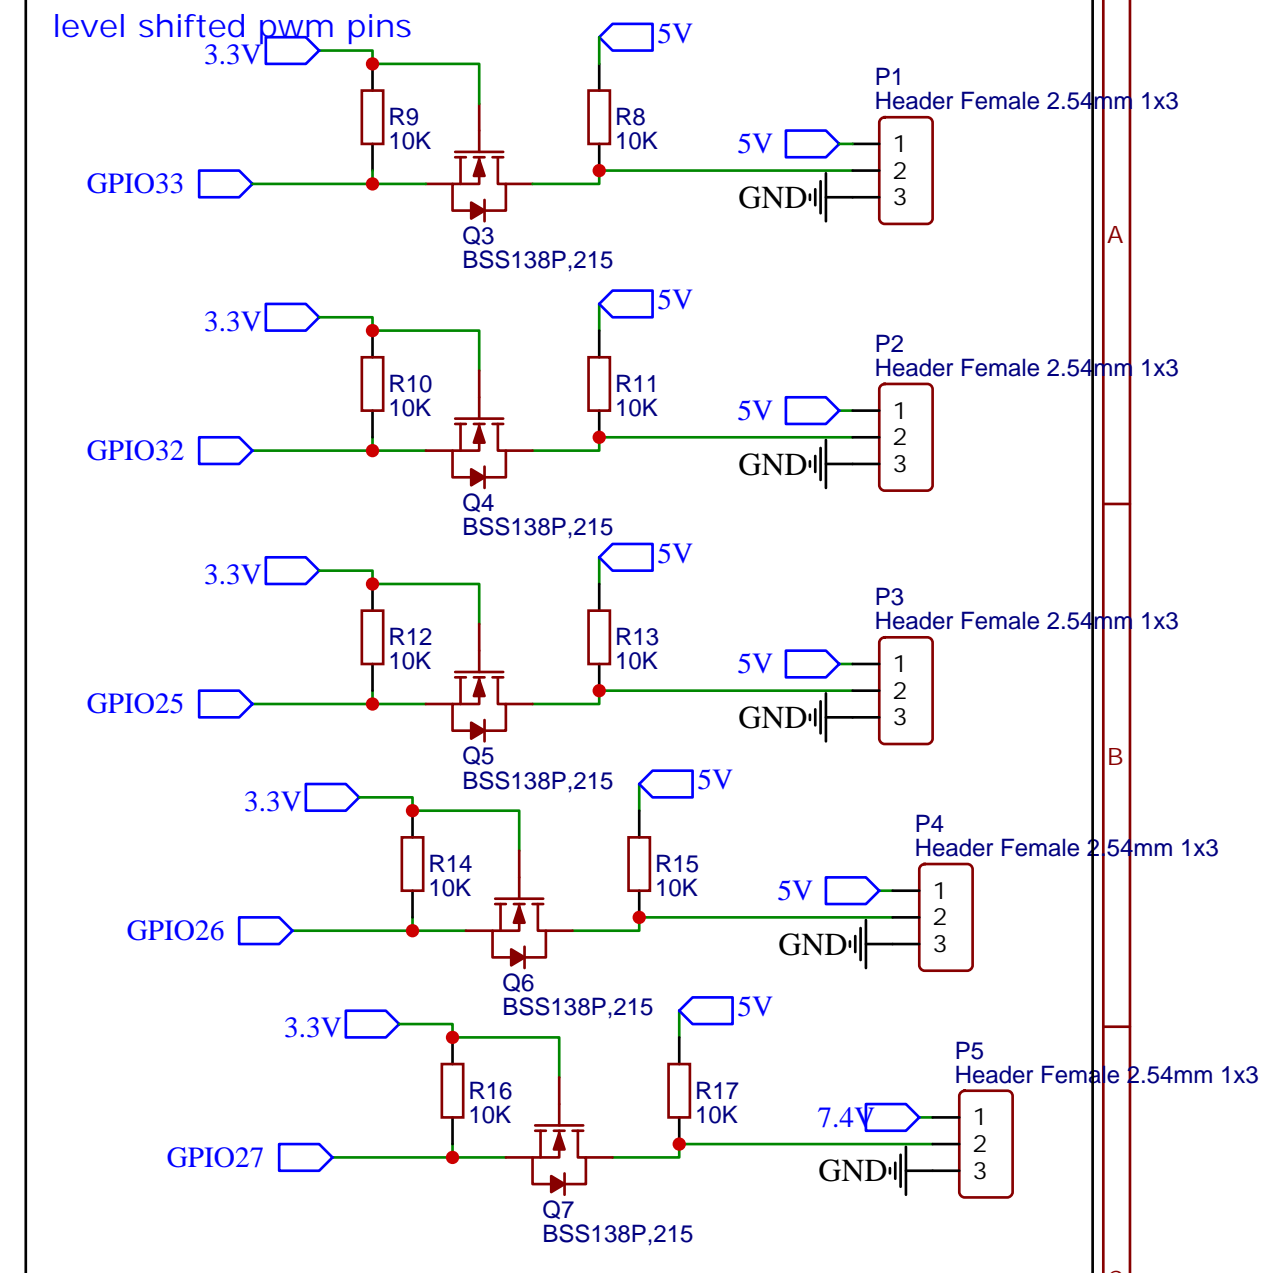 level shifted pwm pins
3.3V
5V
P1
Header Female 2.54mm 1x3
R9
10K
R8
10K
5V
1
2
3
GPIO33
GND
Q3
BSS138P,215
A
3.3V
5V
P2
Header Female 2.54mm 1x3
R10
10K
R11
10K
5V
1
2
3
GPIO32
GND
Q4
BSS138P,215
3.3V
5V
P3
Header Female 2.54mm 1x3
R12
10K
R13
10K
5V
1
2
3
GPIO25
GND
Q5
BSS138P,215
B
3.3V
5V
P4
Header Female 2.54mm 1x3
R14
10K
R15
10K
5V
1
2
3
GPIO26
GND
Q6
BSS138P,215
3.3V
5V
P5
Header Female 2.54mm 1x3
R16
10K
R17
10K
7.4V
1
2
3
GPIO27
GND
Q7
BSS138P,215